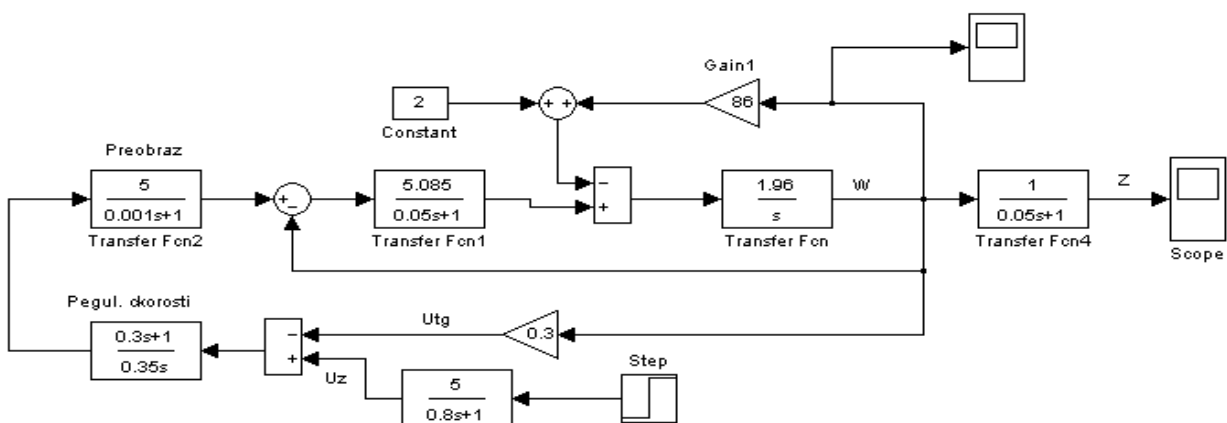 Gain1
86
2
+ +
Constant
Preobraz
5
0.001s+1
Transfer Fcn2
+
−
5.085
0.05s+1
Transfer Fcn1
−
+
1.96
s
Transfer Fcn
W
1
0.05s+1
Transfer Fcn4
Z
Scope
Pegul. ckorosti
0.3s+1
0.35s
−
+
Utg
0.3
Uz
5
0.8s+1
Step